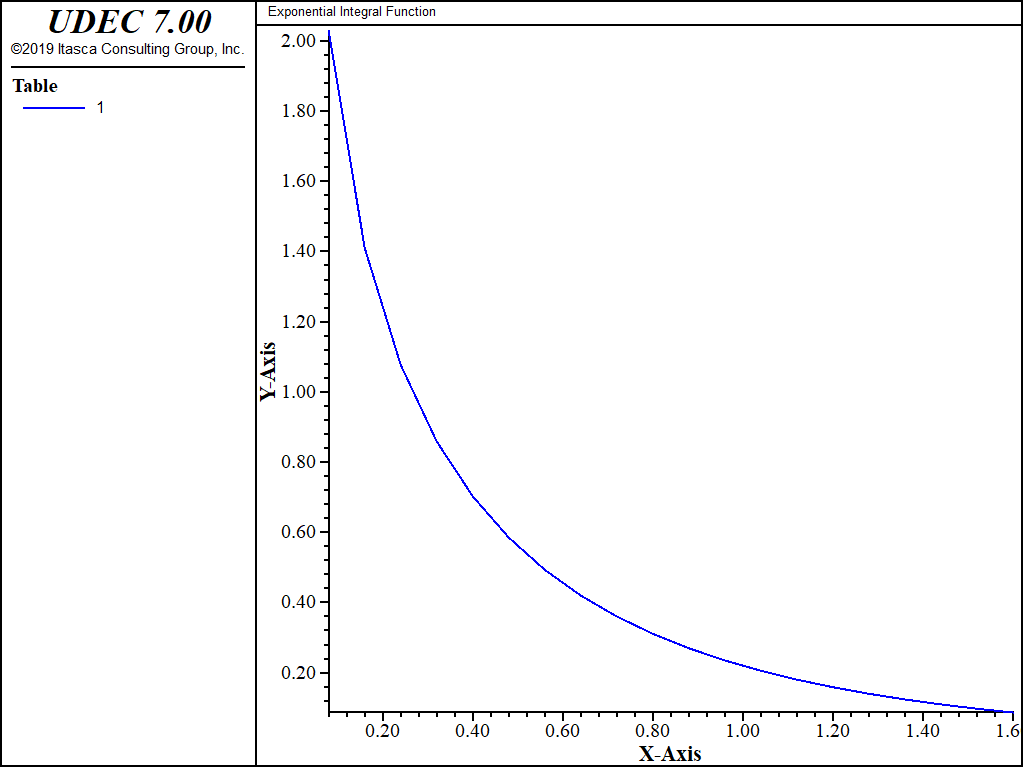 UDEC 7.00
©2019 Itasca Consulting Group, Inc.
Table
1
Exponential Integral Function
2.00
1.80
1.60
1.40
1.20
1.00
0.80
0.60
0.40
0.20
Y-Axis
0.20 0.40 0.60 0.80 1.00 1.20 1.40 1.6
X-Axis